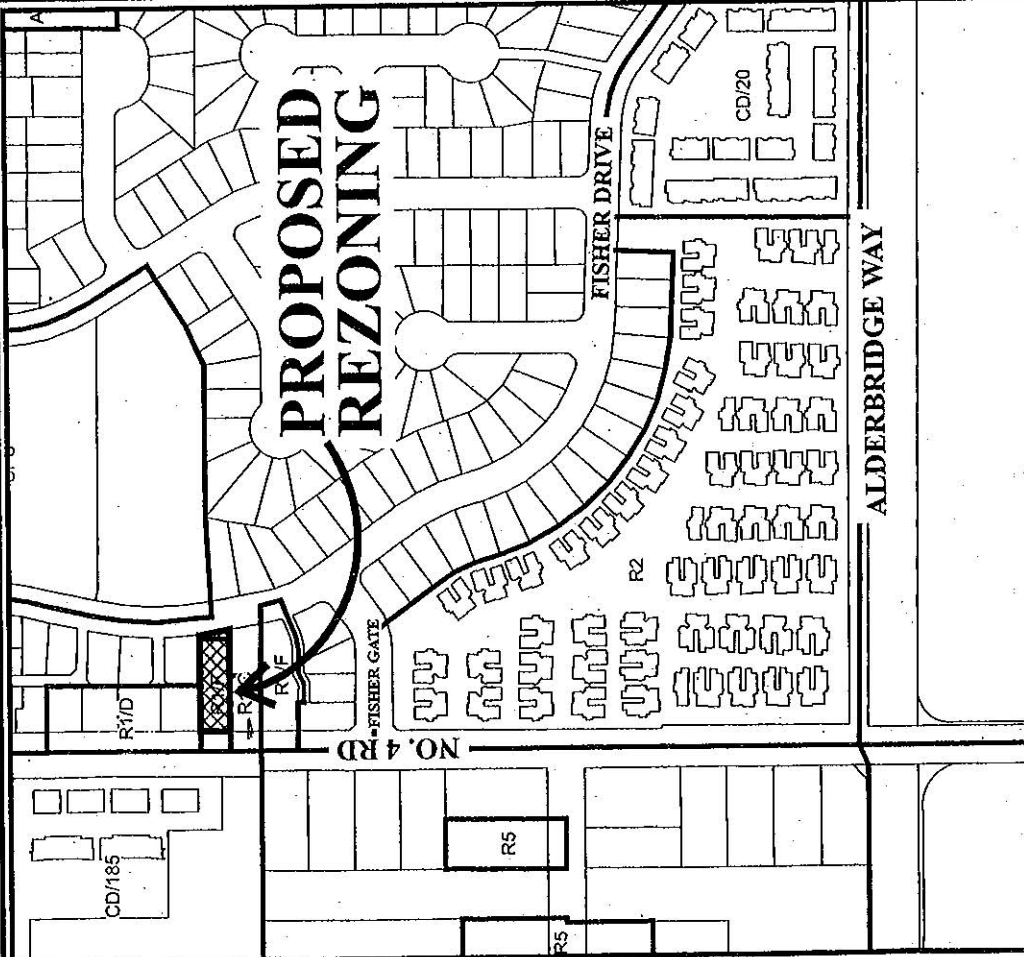 A
PROPOSED
REZONING
CD/20
FISHER DRIVE
ALDERBRIDGE WAY
R2
FISHER GATE
NO. 4 RD
R1/D
CD/185
R5
R5